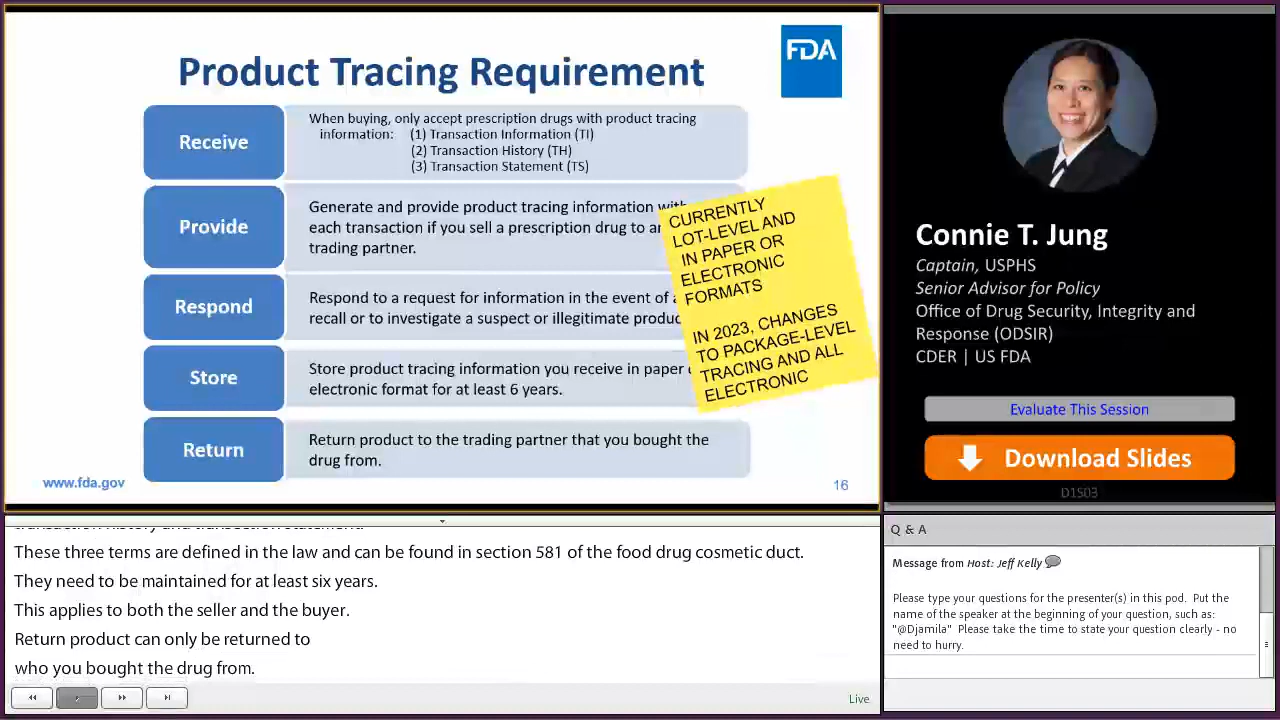 FDA
Product Tracing Requirement
Receive
When buying, only accept prescription drugs with product tracing
information: (1) Transaction Information (TI)
(2) Transaction History (TH)
(3) Transaction Statement (TS)
Provide
Generate and provide product tracing information with
each transaction if you sell a prescription drug to
trading partner.
Respond
Respond to a request for information in the event of
recall or to investigate a suspect or illegitimate
Store
Store product tracing information you receive in paper
electronic format for at least 6 years.
Return
Return product to the trading partner that you bought the
drug from.
CURRENTLY
LOT-LEVEL AND
IN PAPER OR
ELECTRONIC
FORMATS
IN 2023, CHANGES
TO PACKAGE-LEVEL
TRACING AND ALL
ELECTRONIC
www.fda.gov
16
Connie T. Jung
Captain, USPHS
Senior Advisor for Policy
Office of Drug Security, Integrity and
Response (ODSIR)
CDER | US FDA
Evaluate This Session
Download Slides
D1S03
These three terms are defined in the law and can be found in section 581 of the food drug cosmetic duct.
They need to be maintained for at least six years.
This applies to both the seller and the buyer.
Return product can only be returned to
who you bought the drug from.
Live
Q & A
Message from Host: Jeff Kelly
Please type your questions for the presenter(s) in this pod. Put the
name of the speaker at the beginning of your question, such as:
"@Djamila" Please take the time to state your question clearly - no
need to hurry.